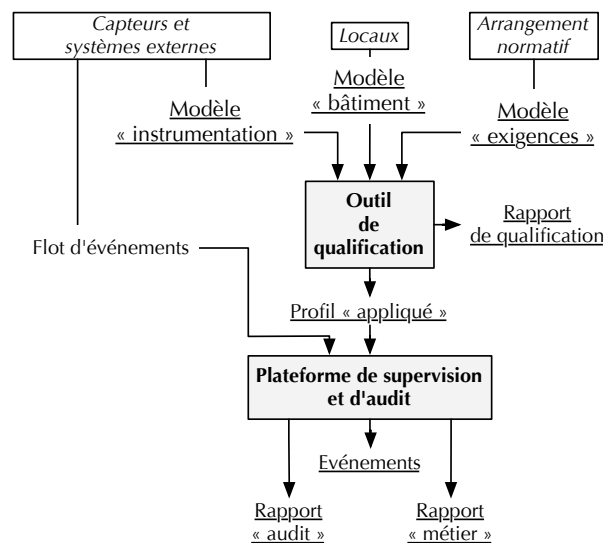 Capteurs et
systèmes externes
Locaux
Arrangement
normatif
Modèle
« instrumentation »
Modèle
« bâtiment »
Modèle
« exigences »
Outil
de
qualification
Rapport
de qualification
Flot d'événements
Profil « appliqué »
Plateforme de supervision
et d'audit
Evénements
Rapport
« audit »
Rapport
« métier »